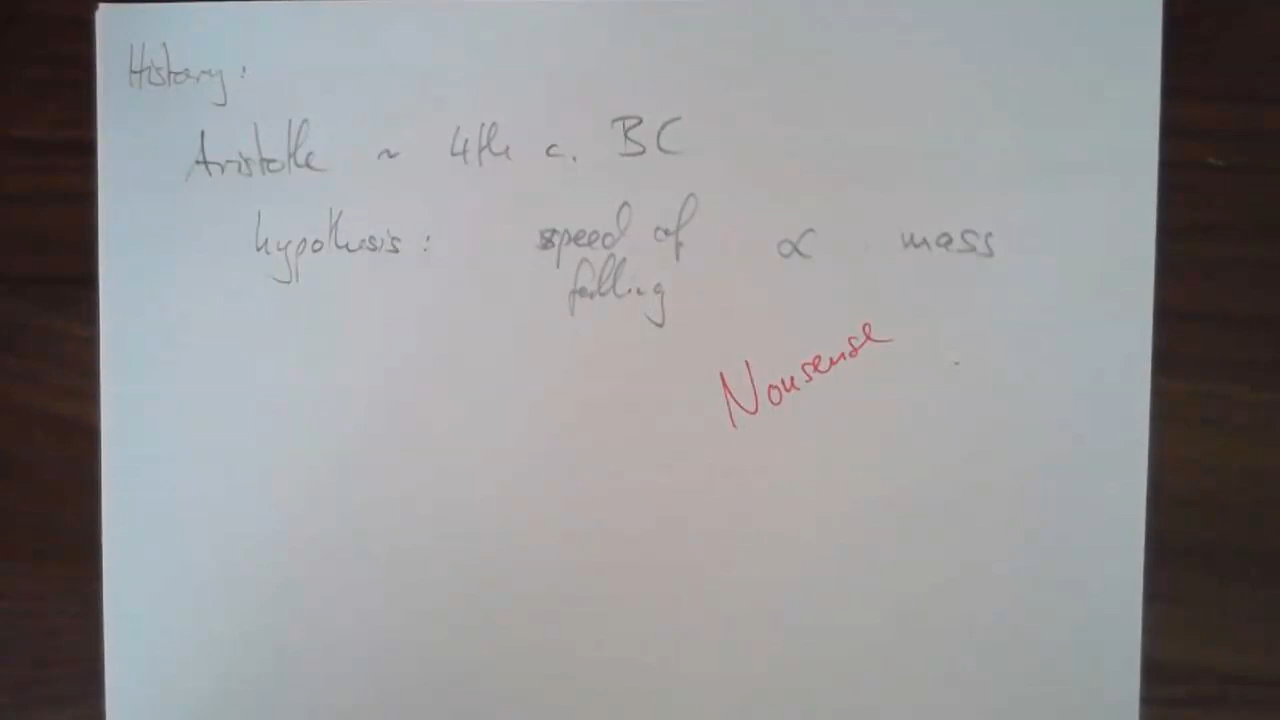 History:
Aristotle ~ 4th c. BC
hypothesis: speed of ∝ mass
falling
Nonsense